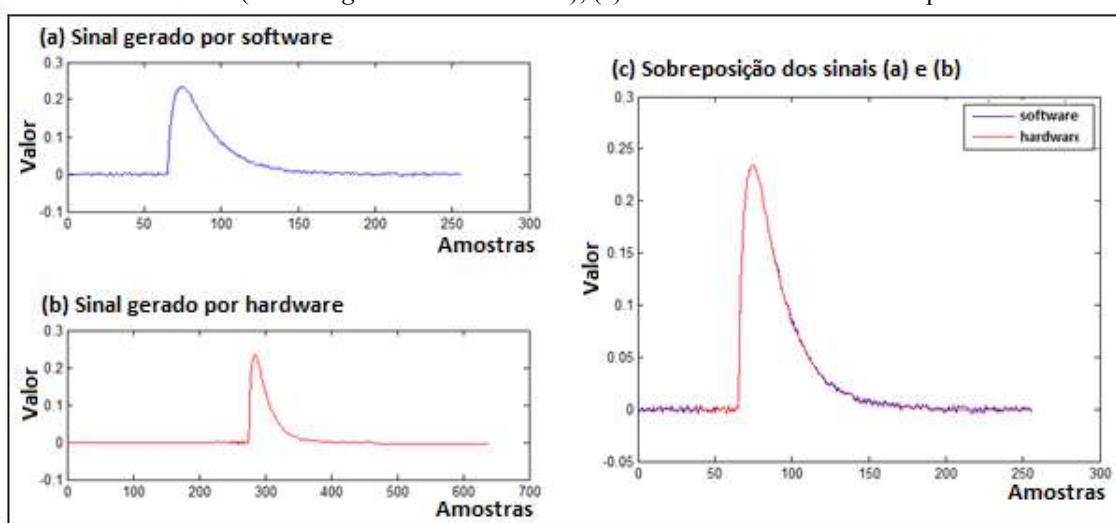 (a) Sinal gerado por software
0.3
0.2
0.1
0
-0.1
Valor
0 50 100 150 200 250 300
Amostras
(b) Sinal gerado por hardware
0.3
0.2
0.1
0
-0.1
Valor
0 100 200 300 400 500 600 700
Amostras
(c) Sobreposição dos sinais (a) e (b)
0.3
0.25
0.2
0.15
0.1
0.05
0
-0.05
Valor
software
hardware
0 50 100 150 200 250 300
Amostras